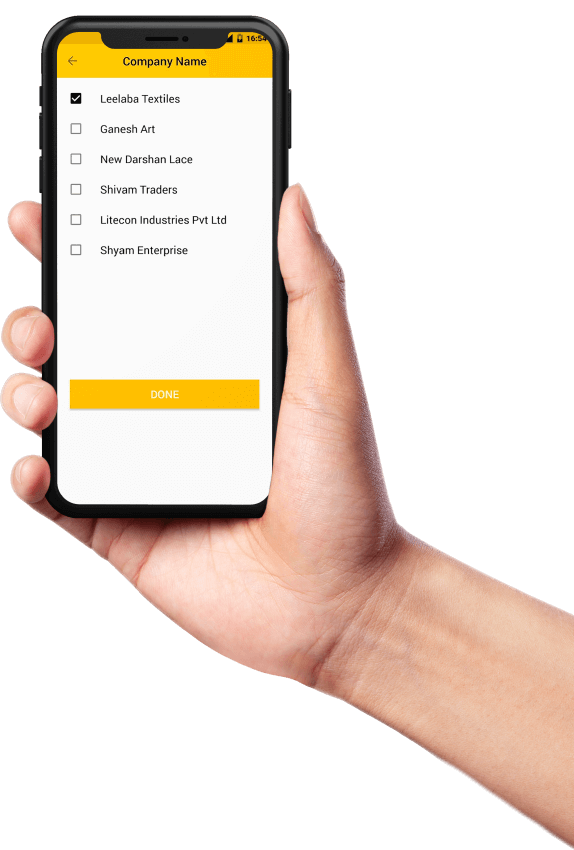 16:54
Company Name
Leelaba Textiles
Ganesh Art
New Darshan Lace
Shivam Traders
Litecon Industries Pvt Ltd
Shyam Enterprise
DONE